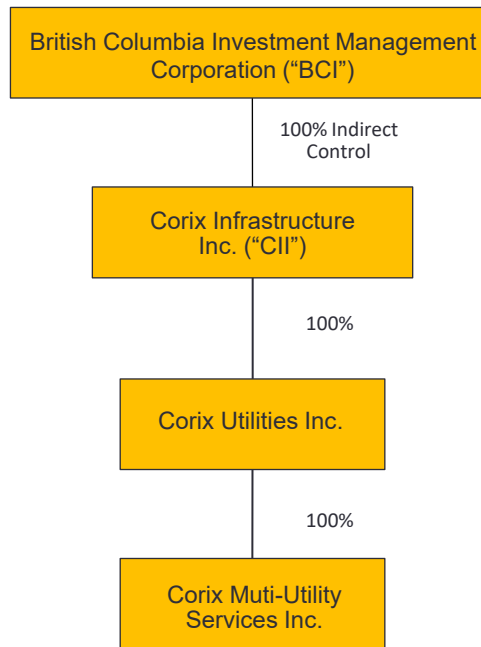 British Columbia Investment Management
Corporation (“BCI”)
100% Indirect
Control
Corix Infrastructure
Inc. (“CII”)
100%
Corix Utilities Inc.
100%
Corix Muti-Utility
Services Inc.